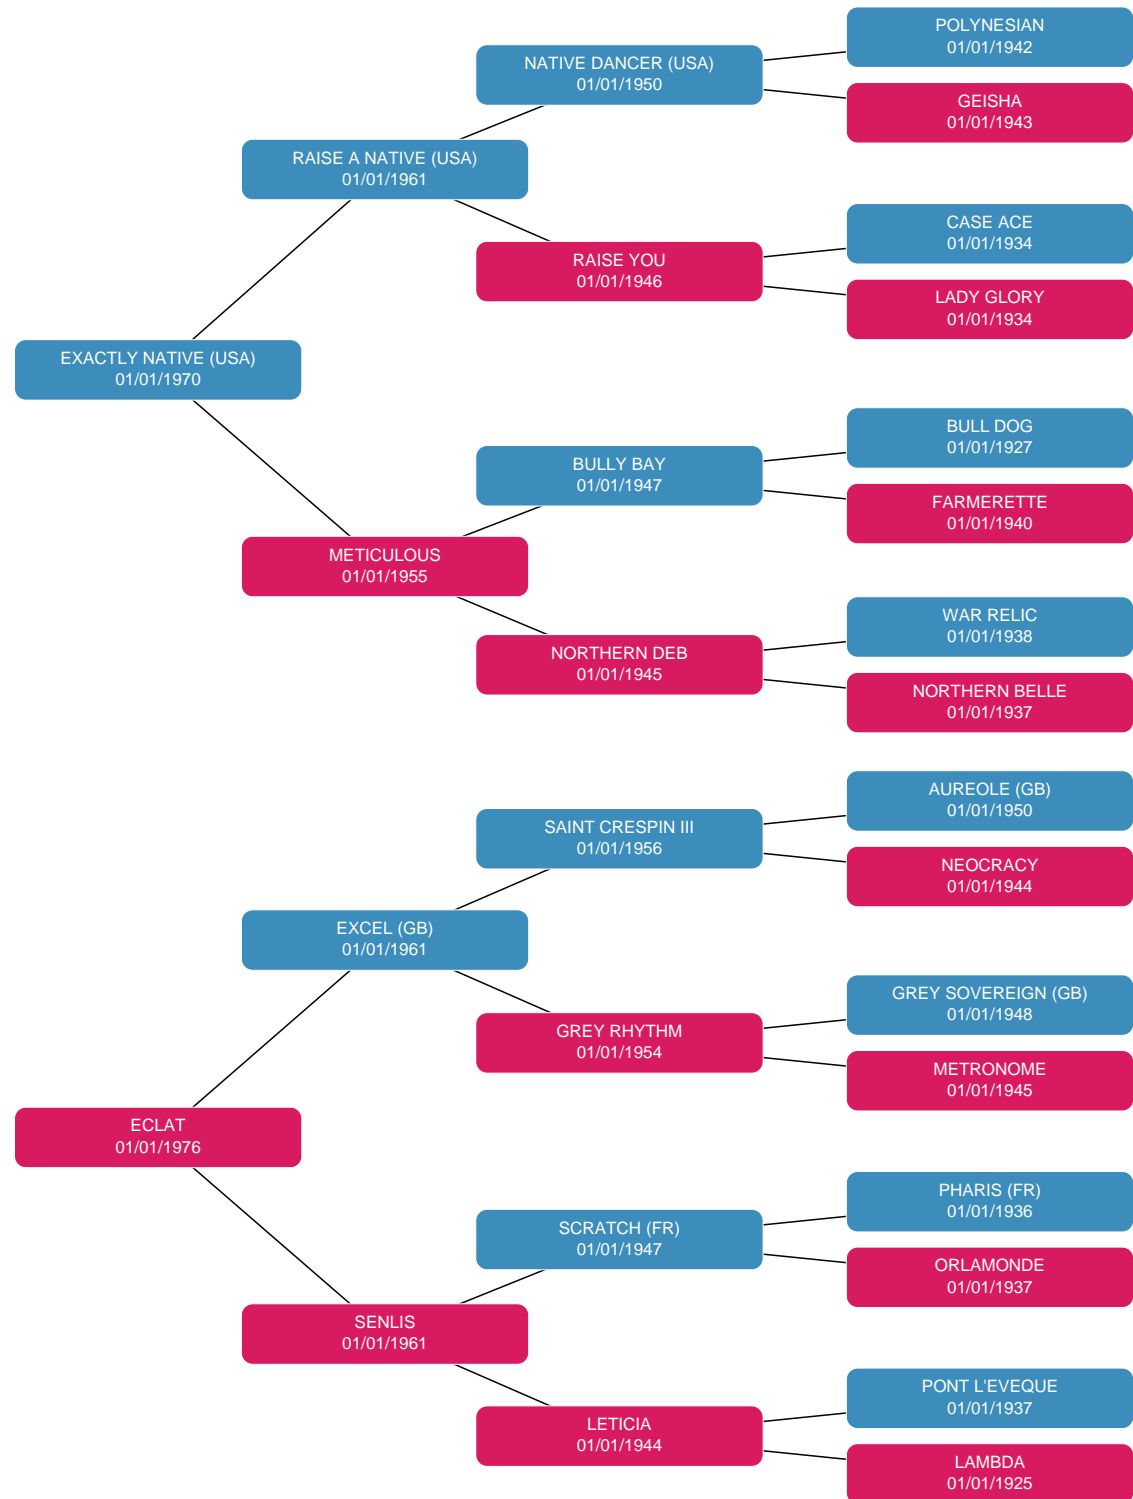 POLYNESIAN
01/01/1942
NATIVE DANCER (USA)
01/01/1950
GEISHA
01/01/1943
RAISE A NATIVE (USA)
01/01/1961
CASE ACE
01/01/1934
RAISE YOU
01/01/1946
LADY GLORY
01/01/1934
EXACTLY NATIVE (USA)
01/01/1970
BULL DOG
01/01/1927
BULLY BAY
01/01/1947
FARMERETTE
01/01/1940
METICULOUS
01/01/1955
WAR RELIC
01/01/1938
NORTHERN DEB
01/01/1945
NORTHERN BELLE
01/01/1937
AUREOLE (GB)
01/01/1950
SAINT CRESPIN III
01/01/1956
NEOCRACY
01/01/1944
EXCEL (GB)
01/01/1961
GREY SOVEREIGN (GB)
01/01/1948
GREY RHYTHM
01/01/1954
METRONOME
01/01/1945
ECLAT
01/01/1976
PHARIS (FR)
01/01/1936
SCRATCH (FR)
01/01/1947
ORLAMONDE
01/01/1937
SENLIS
01/01/1961
PONT L'EVEQUE
01/01/1937
LETICIA
01/01/1944
LAMBDA
01/01/1925